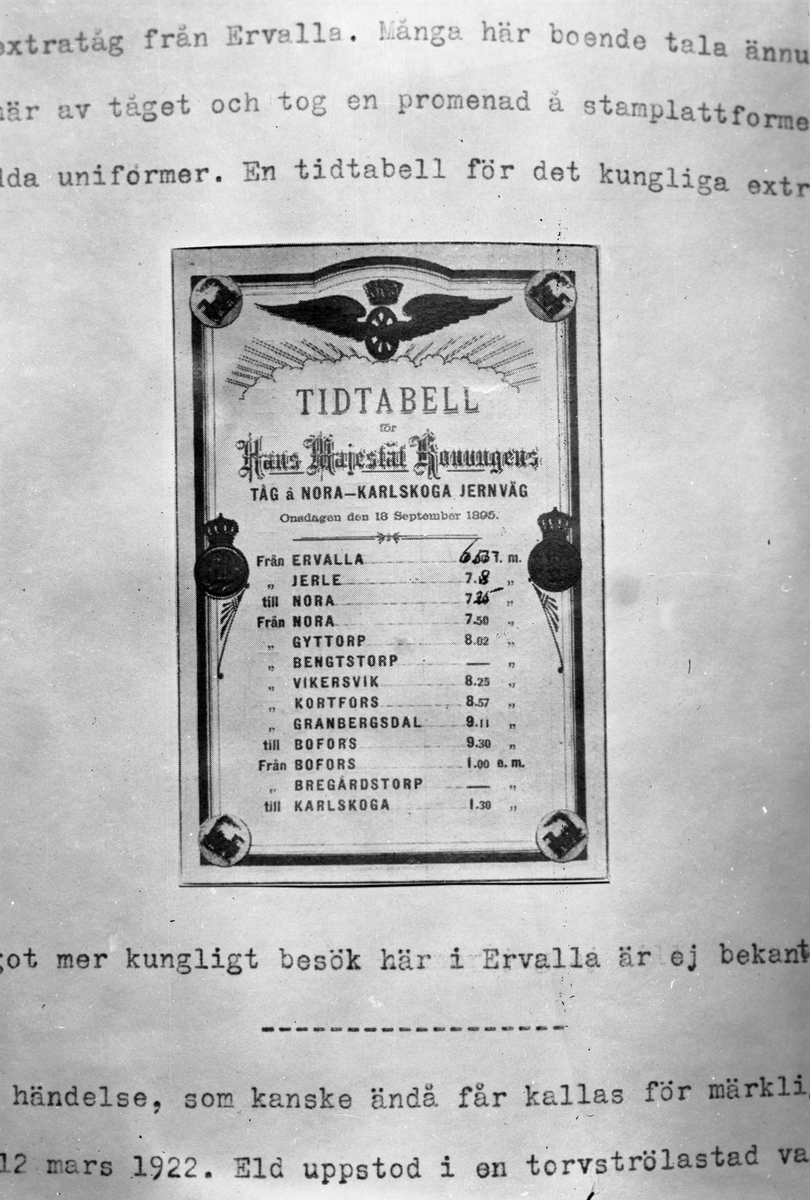 extratåg från Ervalla. Många här boende tala ännu
här av tåget och tog en promenad å stamplattforme
lda uniformer. En tidtabell för det kungliga extr
TIDTABELL
för
Hans Majestät Konungens
TÅG å NORA—KARLSKOGA JERNVÄG
Onsdagen den 18 September 1895.
Från ERVALLA f. m.
„ JERLE 7.8 „
till NORA 7.25 „
Från NORA 7.50 „
„ GYTTORP 8.02 „
„ BENGTSTORP — „
„ VIKERSVIK 8.25 „
„ KORTFORS 8.57 „
„ GRANBERGSDAL 9.11 „
till BOFORS 9.30 „
Från BOFORS 1.00 e. m.
„ BREGÅRDSTORP — „
till KARLSKOGA 1.30 „
got mer kungligt besök här i Ervalla är ej bekant
------------------
händelse, som kanske ändå får kallas för märkli
12 mars 1922. Eld uppstod i en torvströlastad va